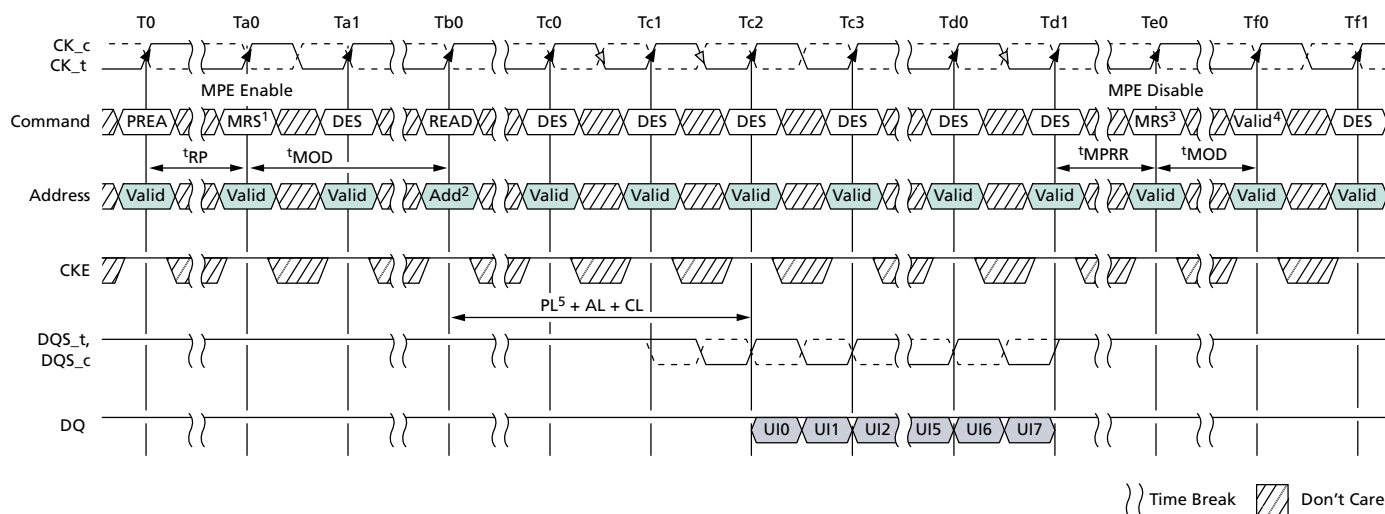 T0 Ta0 Ta1 Tb0 Tc0 Tc1 Tc2 Tc3 Td0 Td1 Te0 Tf0 Tf1
CK_c
CK_t
MPE Enable MPE Disable
Command PREA MRS1 DES READ DES DES DES DES DES DES MRS3 Valid4 DES
tRP tMOD tMPRR tMOD
Address Valid Valid Valid Add2 Valid Valid Valid Valid Valid Valid Valid Valid Valid
CKE
PL5 + AL + CL
DQS_t,
DQS_c
DQ UI0 UI1 UI2 UI5 UI6 UI7
Time Break Don't Care